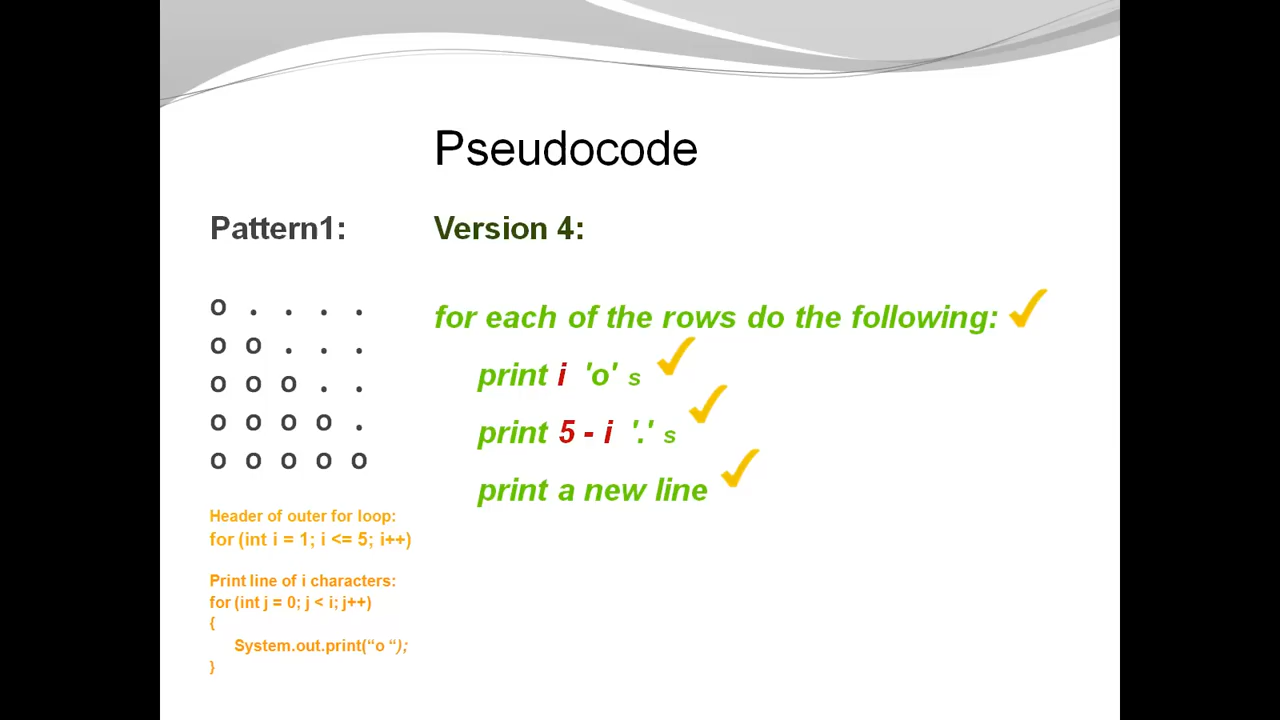 Pseudocode
Pattern1:
o . . . .
o o . . .
o o o . .
o o o o .
o o o o o
Header of outer for loop:
for (int i = 1; i <= 5; i++)
Print line of i characters:
for (int j = 0; j < i; j++)
{
System.out.print(“o “);
}
Version 4:
for each of the rows do the following:
print i 'o' s
print 5 - i '.' s
print a new line